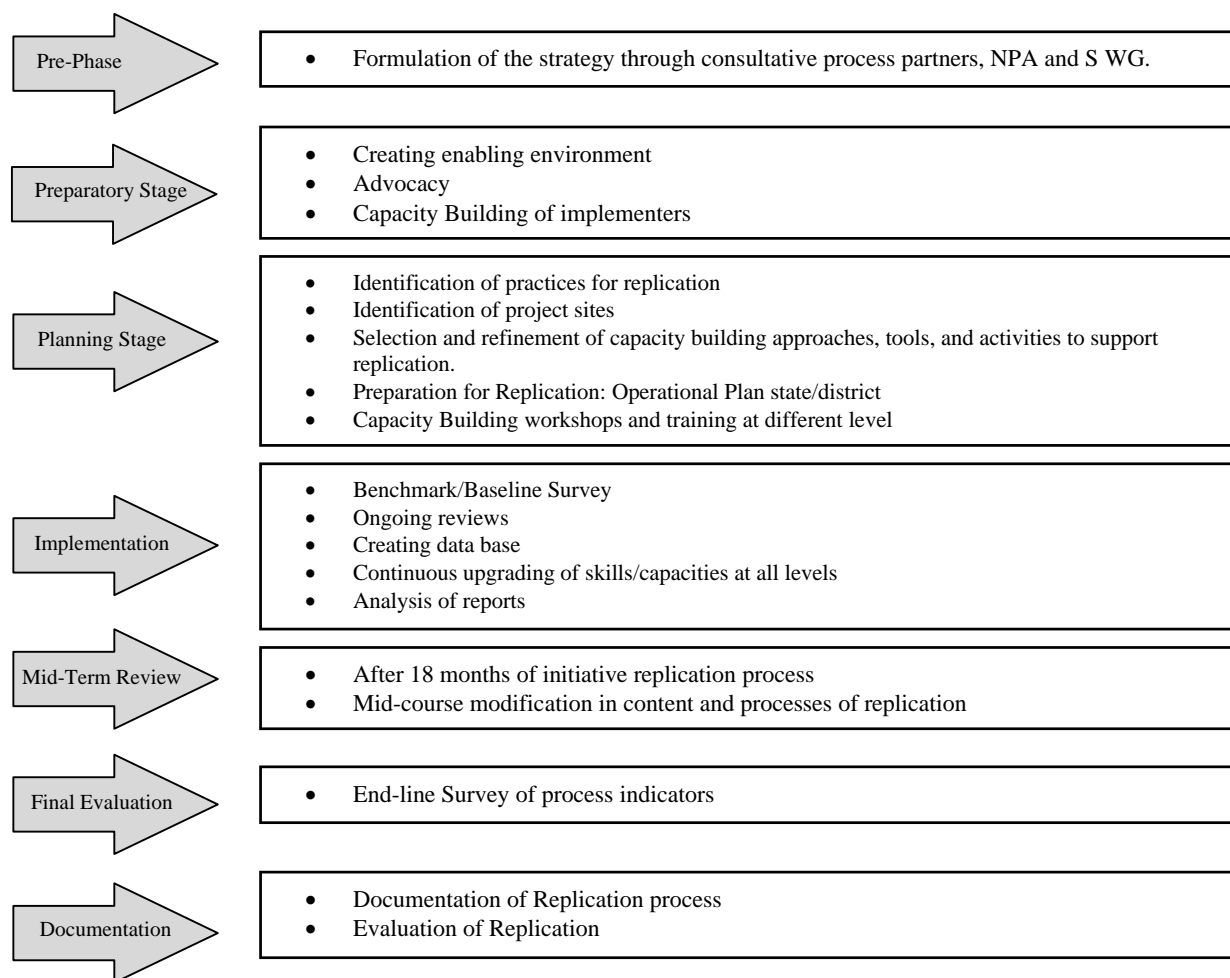 Pre-Phase
• Formulation of the strategy through consultative process partners, NPA and S WG.
Preparatory Stage
• Creating enabling environment
• Advocacy
• Capacity Building of implementers
Planning Stage
• Identification of practices for replication
• Identification of project sites
• Selection and refinement of capacity building approaches, tools, and activities to support
replication.
• Preparation for Replication: Operational Plan state/district
• Capacity Building workshops and training at different level
Implementation
• Benchmark/Baseline Survey
• Ongoing reviews
• Creating data base
• Continuous upgrading of skills/capacities at all levels
• Analysis of reports
Mid-Term Review
• After 18 months of initiative replication process
• Mid-course modification in content and processes of replication
Final Evaluation
• End-line Survey of process indicators
Documentation
• Documentation of Replication process
• Evaluation of Replication